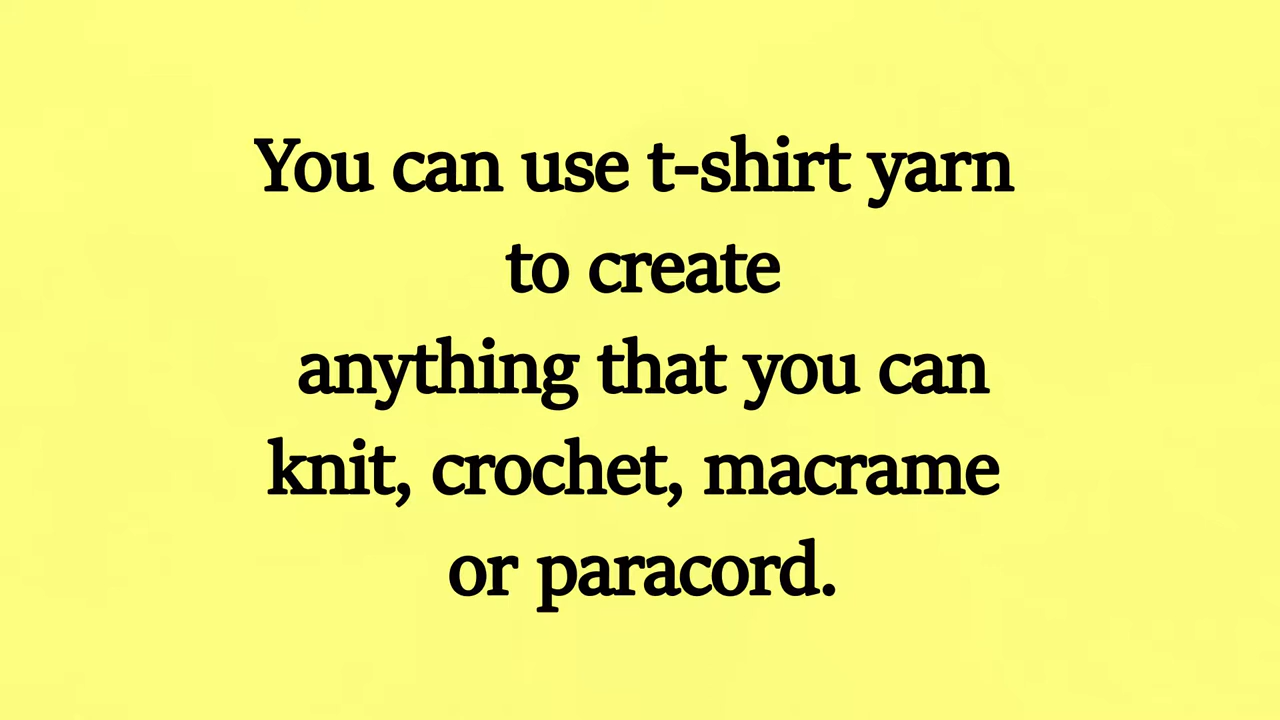 You can use t-shirt yarn
to create
anything that you can
knit, crochet, macrame
or paracord.